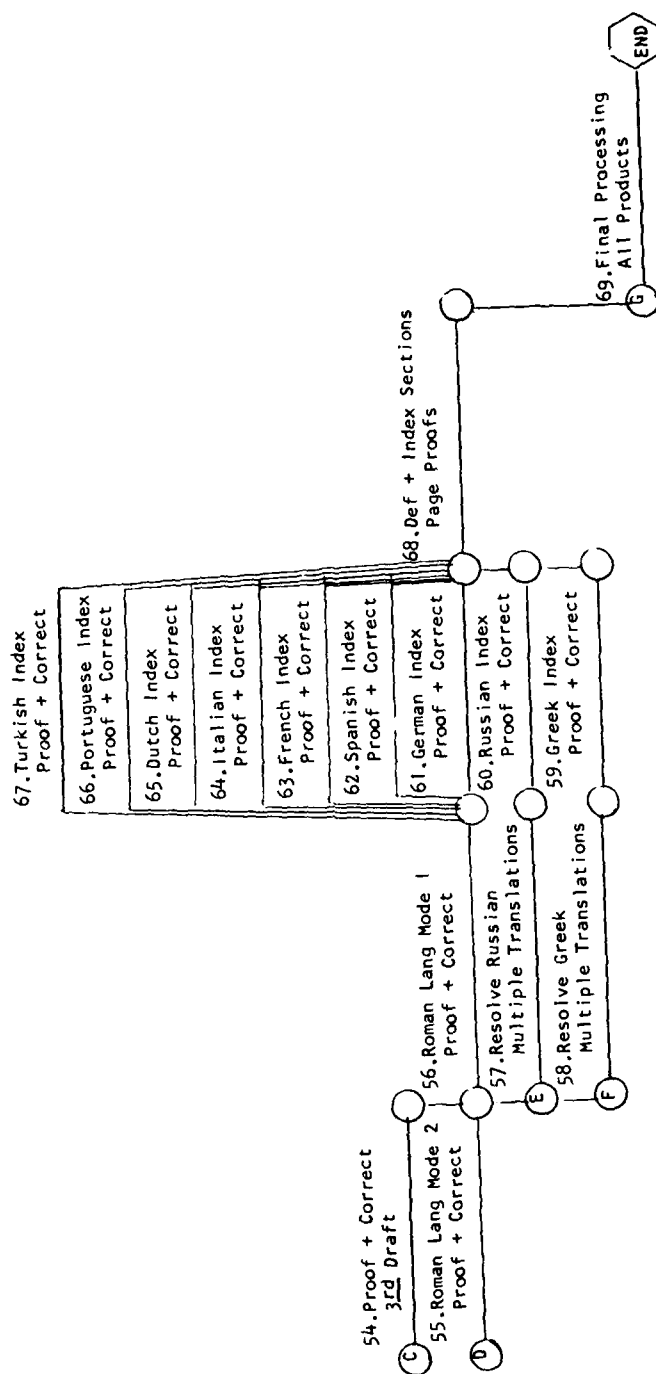 54.Proof + Correct
3rd Draft
C
55.Roman Lang Mode 2
Proof + Correct
D
56.Roman Lang Mode 1
Proof + Correct
57.Resolve Russian
Multiple Translations
E
58.Resolve Greek
Multiple Translations
F
67.Turkish Index
Proof + Correct
66.Portuguese Index
Proof + Correct
65.Dutch Index
Proof + Correct
64.Italian Index
Proof + Correct
63.French Index
Proof + Correct
62.Spanish Index
Proof + Correct
61.German Index
Proof + Correct
60.Russian Index
Proof + Correct
59.Greek Index
Proof + Correct
68.Def + Index Sections
Page Proofs
69.Final Processing
All Products
G
END